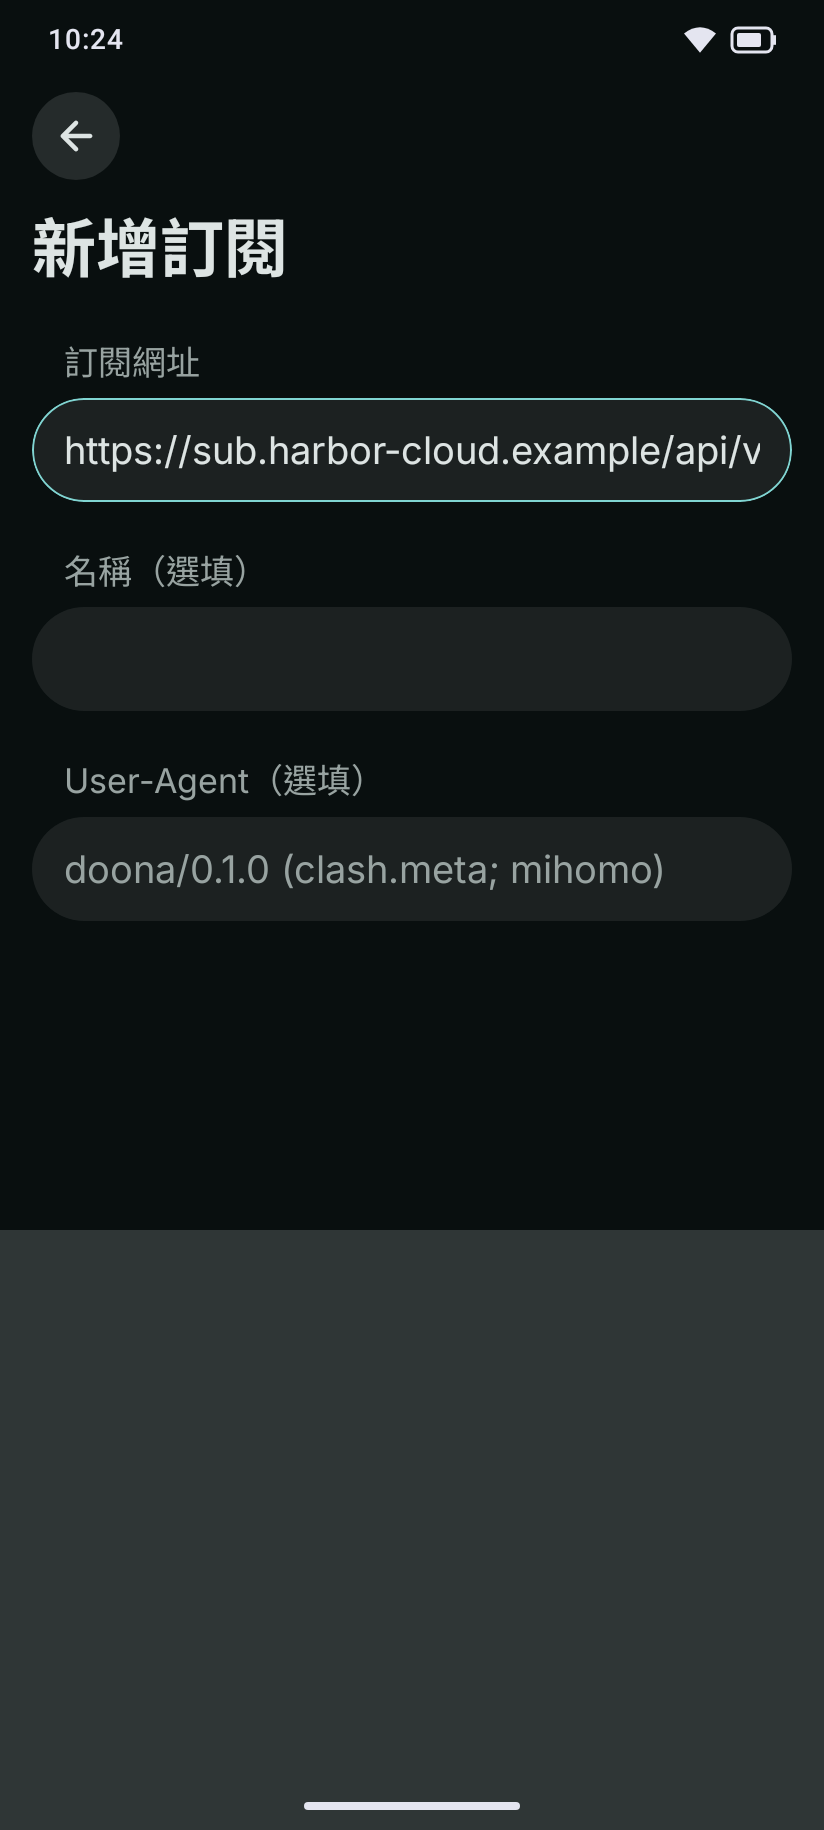 10:24
新增訂閱
訂閱網址
https://sub.harbor-cloud.example/api/v
名稱（選填）
User-Agent（選填）
doona/0.1.0 (clash.meta; mihomo)